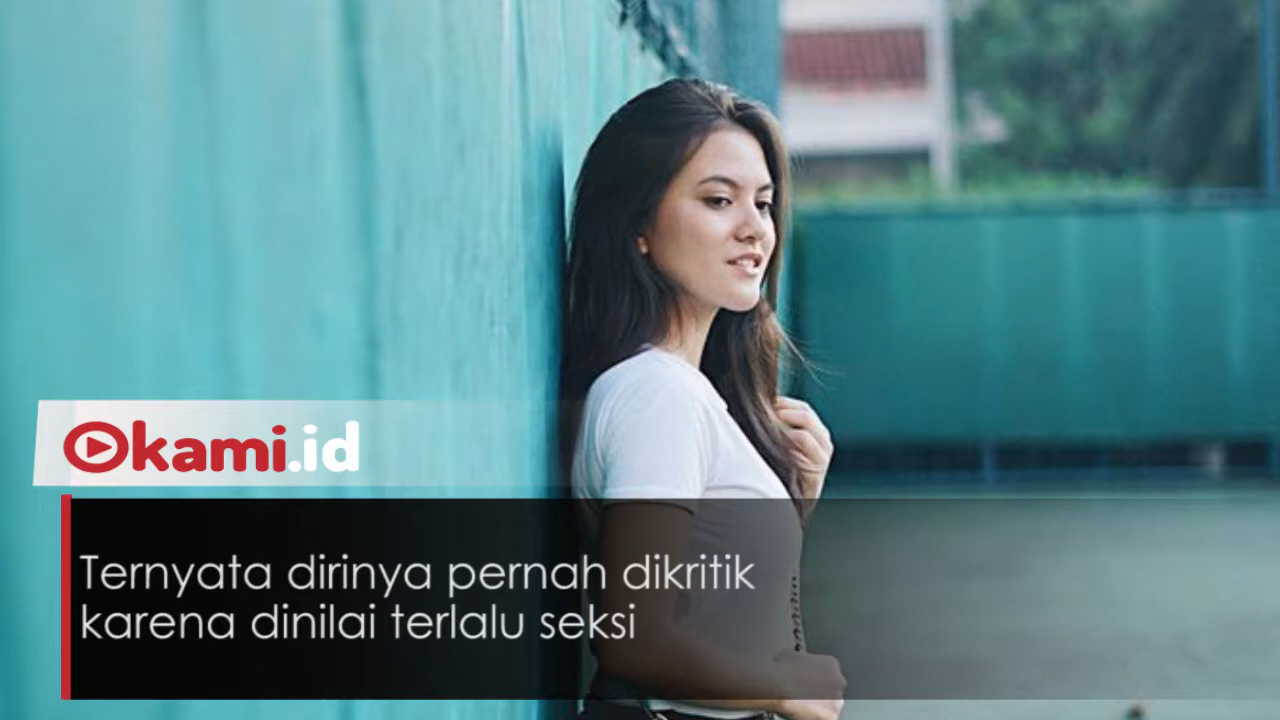 Okami.id
Ternyata dirinya pernah dikritik
karena dinilai terlalu seksi